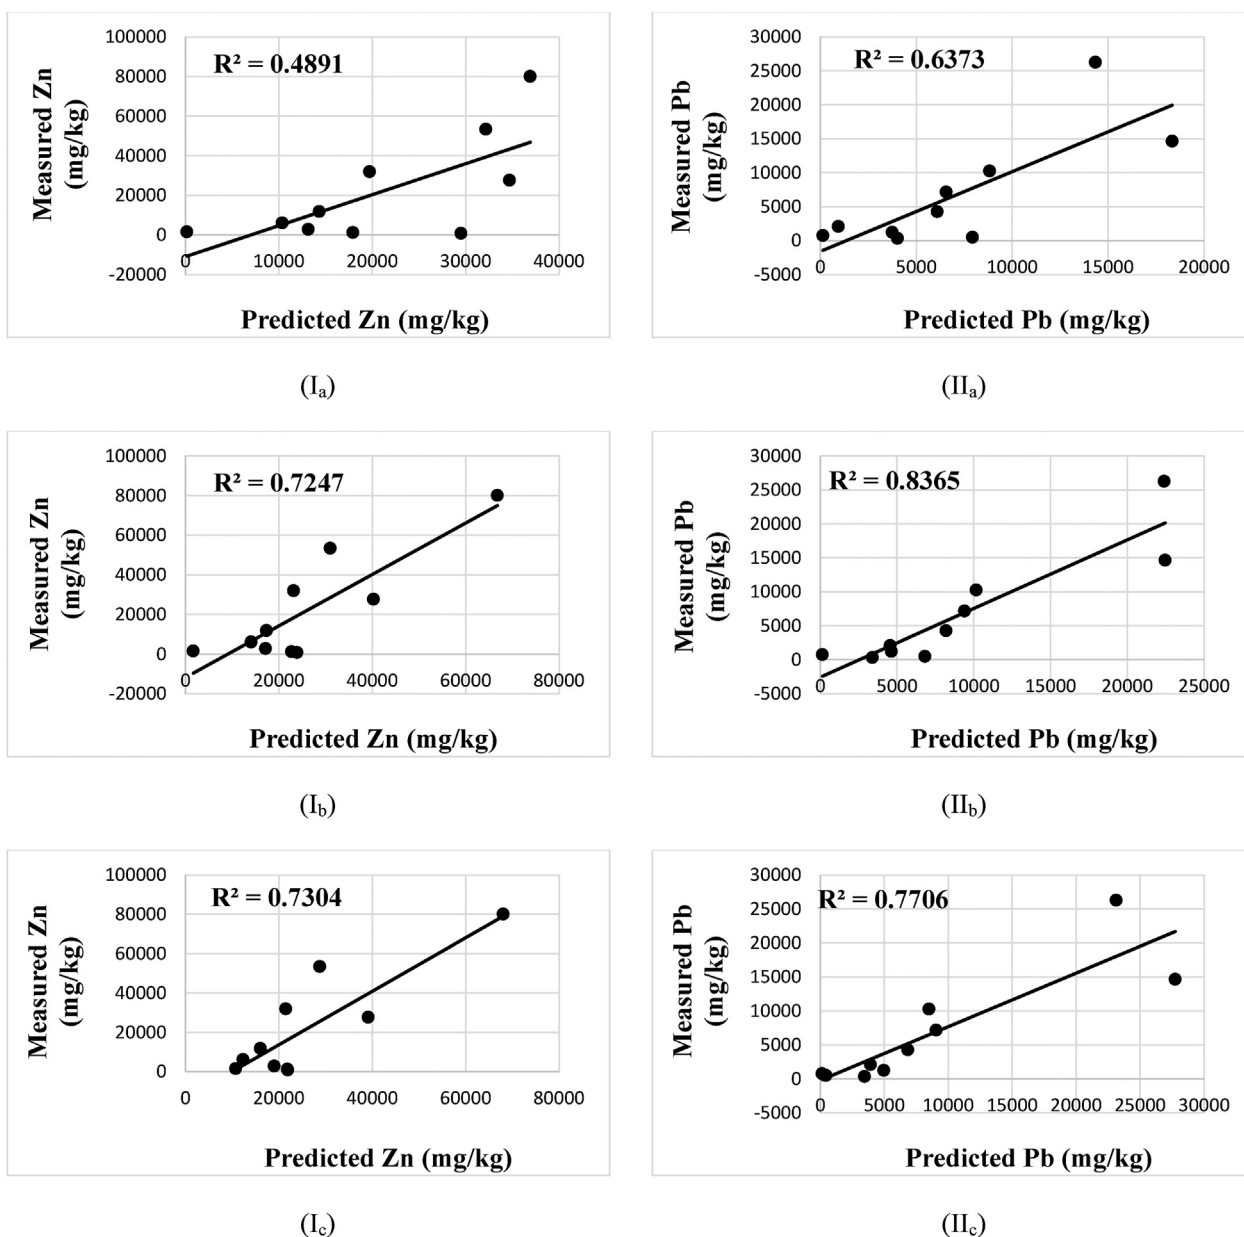 100000
80000
60000
40000
20000
0
-20000
R² = 0.4891
Measured Zn
(mg/kg)
0 10000 20000 30000 40000
Predicted Zn (mg/kg)
(Ia)
30000
25000
20000
15000
10000
5000
0
-5000
R² = 0.6373
Measured Pb
(mg/kg)
0 5000 10000 15000 20000
Predicted Pb (mg/kg)
(IIa)
100000
80000
60000
40000
20000
0
-20000
R² = 0.7247
Measured Zn
(mg/kg)
0 20000 40000 60000 80000
Predicted Zn (mg/kg)
(Ib)
30000
25000
20000
15000
10000
5000
0
-5000
R² = 0.8365
Measured Pb
(mg/kg)
0 5000 10000 15000 20000 25000
Predicted Pb (mg/kg)
(IIb)
100000
80000
60000
40000
20000
0
R² = 0.7304
Measured Zn
(mg/kg)
0 20000 40000 60000 80000
Predicted Zn (mg/kg)
(Ic)
30000
25000
20000
15000
10000
5000
0
-5000
R² = 0.7706
Measured Pb
(mg/kg)
0 5000 10000 15000 20000 25000 30000
Predicted Pb (mg/kg)
(IIc)